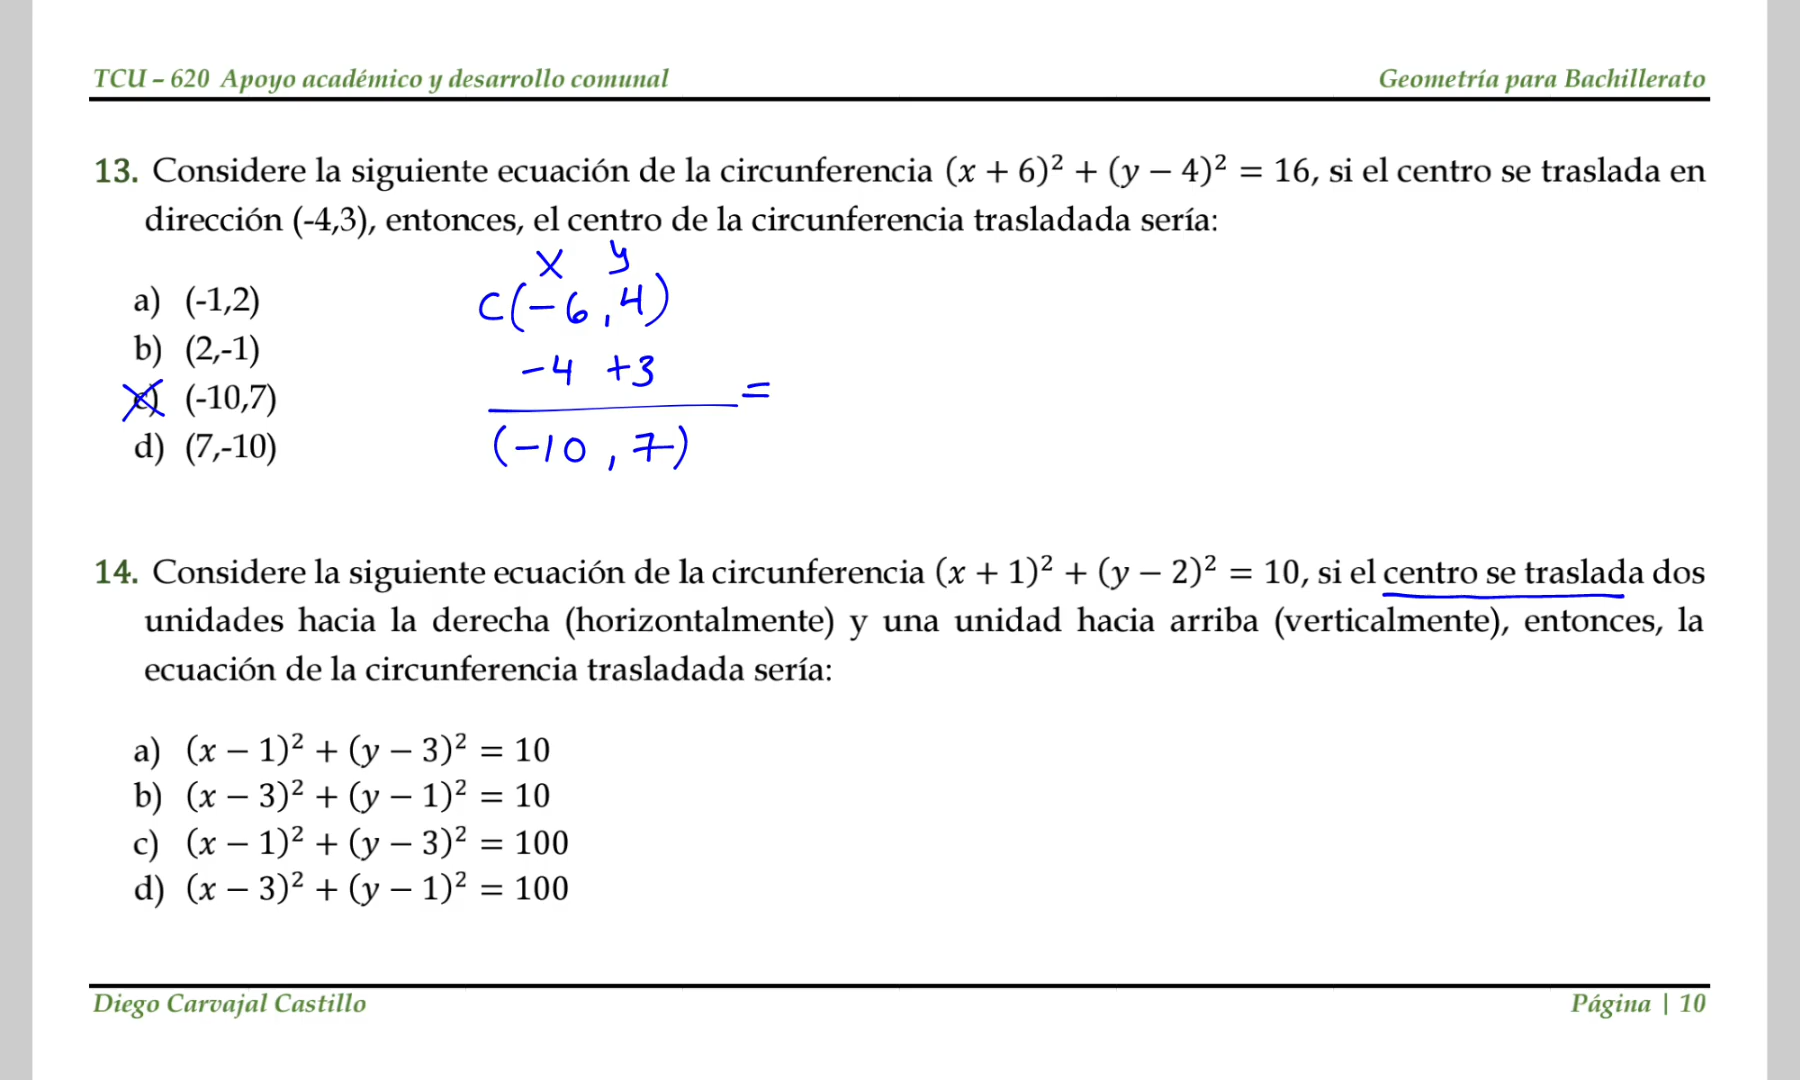 TCU – 620 Apoyo académico y desarrollo comunal
Geometría para Bachillerato
13. Considere la siguiente ecuación de la circunferencia (x + 6)² + (y − 4)² = 16, si el centro se traslada en
dirección (-4,3), entonces, el centro de la circunferencia trasladada sería:
a) (-1,2)
b) (2,-1)
c) (-10,7)
d) (7,-10)
x y
C(-6,4)
-4 +3
=
(-10,7)
14. Considere la siguiente ecuación de la circunferencia (x + 1)² + (y − 2)² = 10, si el centro se traslada dos
unidades hacia la derecha (horizontalmente) y una unidad hacia arriba (verticalmente), entonces, la
ecuación de la circunferencia trasladada sería:
a) (x − 1)² + (y − 3)² = 10
b) (x − 3)² + (y − 1)² = 10
c) (x − 1)² + (y − 3)² = 100
d) (x − 3)² + (y − 1)² = 100
Diego Carvajal Castillo
Página | 10